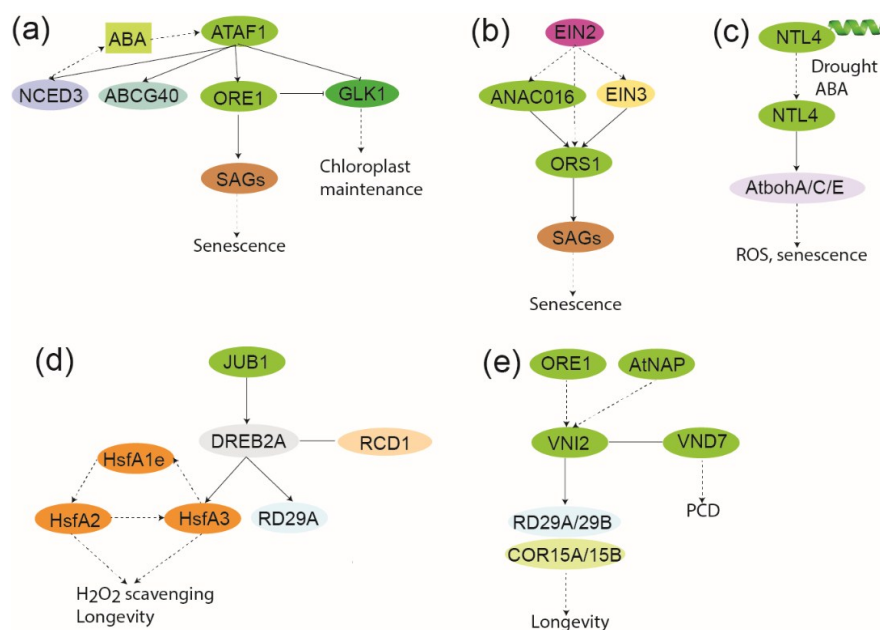 (a)
ABA
ATAF1
NCED3
ABCG40
ORE1
GLK1
SAGs
Chloroplast
maintenance
Senescence
(b)
EIN2
ANAC016
EIN3
ORS1
SAGs
Senescence
(c)
NTL4
Drought
ABA
NTL4
AtbohA/C/E
ROS, senescence
(d)
JUB1
DREB2A
RCD1
HsfA1e
HsfA2
HsfA3
RD29A
H2O2 scavenging
Longevity
(e)
ORE1
AtNAP
VNI2
VND7
RD29A/29B
PCD
COR15A/15B
Longevity